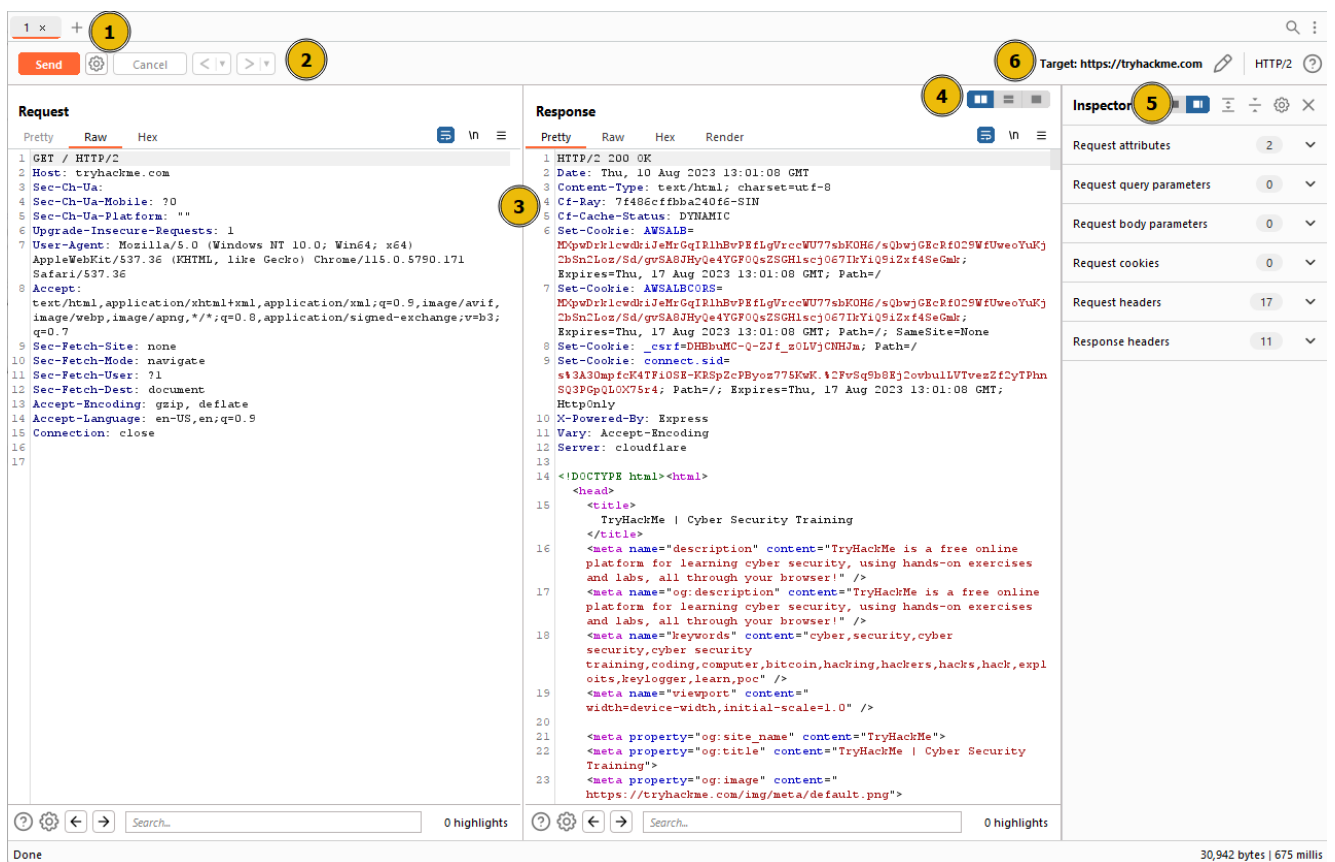 1 × +
1
Send Cancel < > 2
6 Target: https://tryhackme.com HTTP/2 ?
Request
Pretty Raw Hex \n
1 GET / HTTP/2
2 Host: tryhackme.com
3 Sec-Ch-Ua:
4 Sec-Ch-Ua-Mobile: ?0
5 Sec-Ch-Ua-Platform: ""
6 Upgrade-Insecure-Requests: 1
7 User-Agent: Mozilla/5.0 (Windows NT 10.0; Win64; x64)
AppleWebKit/537.36 (KHTML, like Gecko) Chrome/115.0.5790.171
Safari/537.36
8 Accept:
text/html,application/xhtml+xml,application/xml;q=0.9,image/avif,
image/webp,image/apng,*/*;q=0.8,application/signed-exchange;v=b3;
q=0.7
9 Sec-Fetch-Site: none
10 Sec-Fetch-Mode: navigate
11 Sec-Fetch-User: ?1
12 Sec-Fetch-Dest: document
13 Accept-Encoding: gzip, deflate
14 Accept-Language: en-US,en;q=0.9
15 Connection: close
16
17
? Search... 0 highlights
3
4
Response
Pretty Raw Hex Render \n
1 HTTP/2 200 OK
2 Date: Thu, 10 Aug 2023 13:01:08 GMT
3 Content-Type: text/html; charset=utf-8
4 Cf-Ray: 7f486cffbba240f6-SIN
5 Cf-Cache-Status: DYNAMIC
6 Set-Cookie: AWSALB=
Expires=Thu, 17 Aug 2023 13:01:08 GMT; Path=/
7 Set-Cookie: AWSALBCORS=
Expires=Thu, 17 Aug 2023 13:01:08 GMT; Path=/; SameSite=None
8 Set-Cookie: _csrf=DHBbuMC-Q-ZJf_zOLVjCNHJm; Path=/
9 Set-Cookie: connect.sid=
Path=/; Expires=Thu, 17 Aug 2023 13:01:08 GMT;
HttpOnly
10 X-Powered-By: Express
11 Vary: Accept-Encoding
12 Server: cloudflare
13
14 <!DOCTYPE html><html>
<head>
15 <title>
TryHackMe | Cyber Security Training
</title>
16 <meta name="description" content="TryHackMe is a free online
platform for learning cyber security, using hands-on exercises
and labs, all through your browser!" />
17 <meta name="og:description" content="TryHackMe is a free online
platform for learning cyber security, using hands-on exercises
and labs, all through your browser!" />
18 <meta name="keywords" content="cyber,security,cyber
security,cyber security
training,coding,computer,bitcoin,hacking,hackers,hacks,hack,expl
oits,keylogger,learn,poc" />
19 <meta name="viewport" content="
width=device-width,initial-scale=1.0" />
20
21 <meta property="og:site_name" content="TryHackMe">
22 <meta property="og:title" content="TryHackMe | Cyber Security
Training">
23 <meta property="og:image" content="
https://tryhackme.com/img/meta/default.png">
? Search... 0 highlights
Inspector 5
Request attributes 2
Request query parameters 0
Request body parameters 0
Request cookies 0
Request headers 17
Response headers 11
Done
30,942 bytes | 675 millis